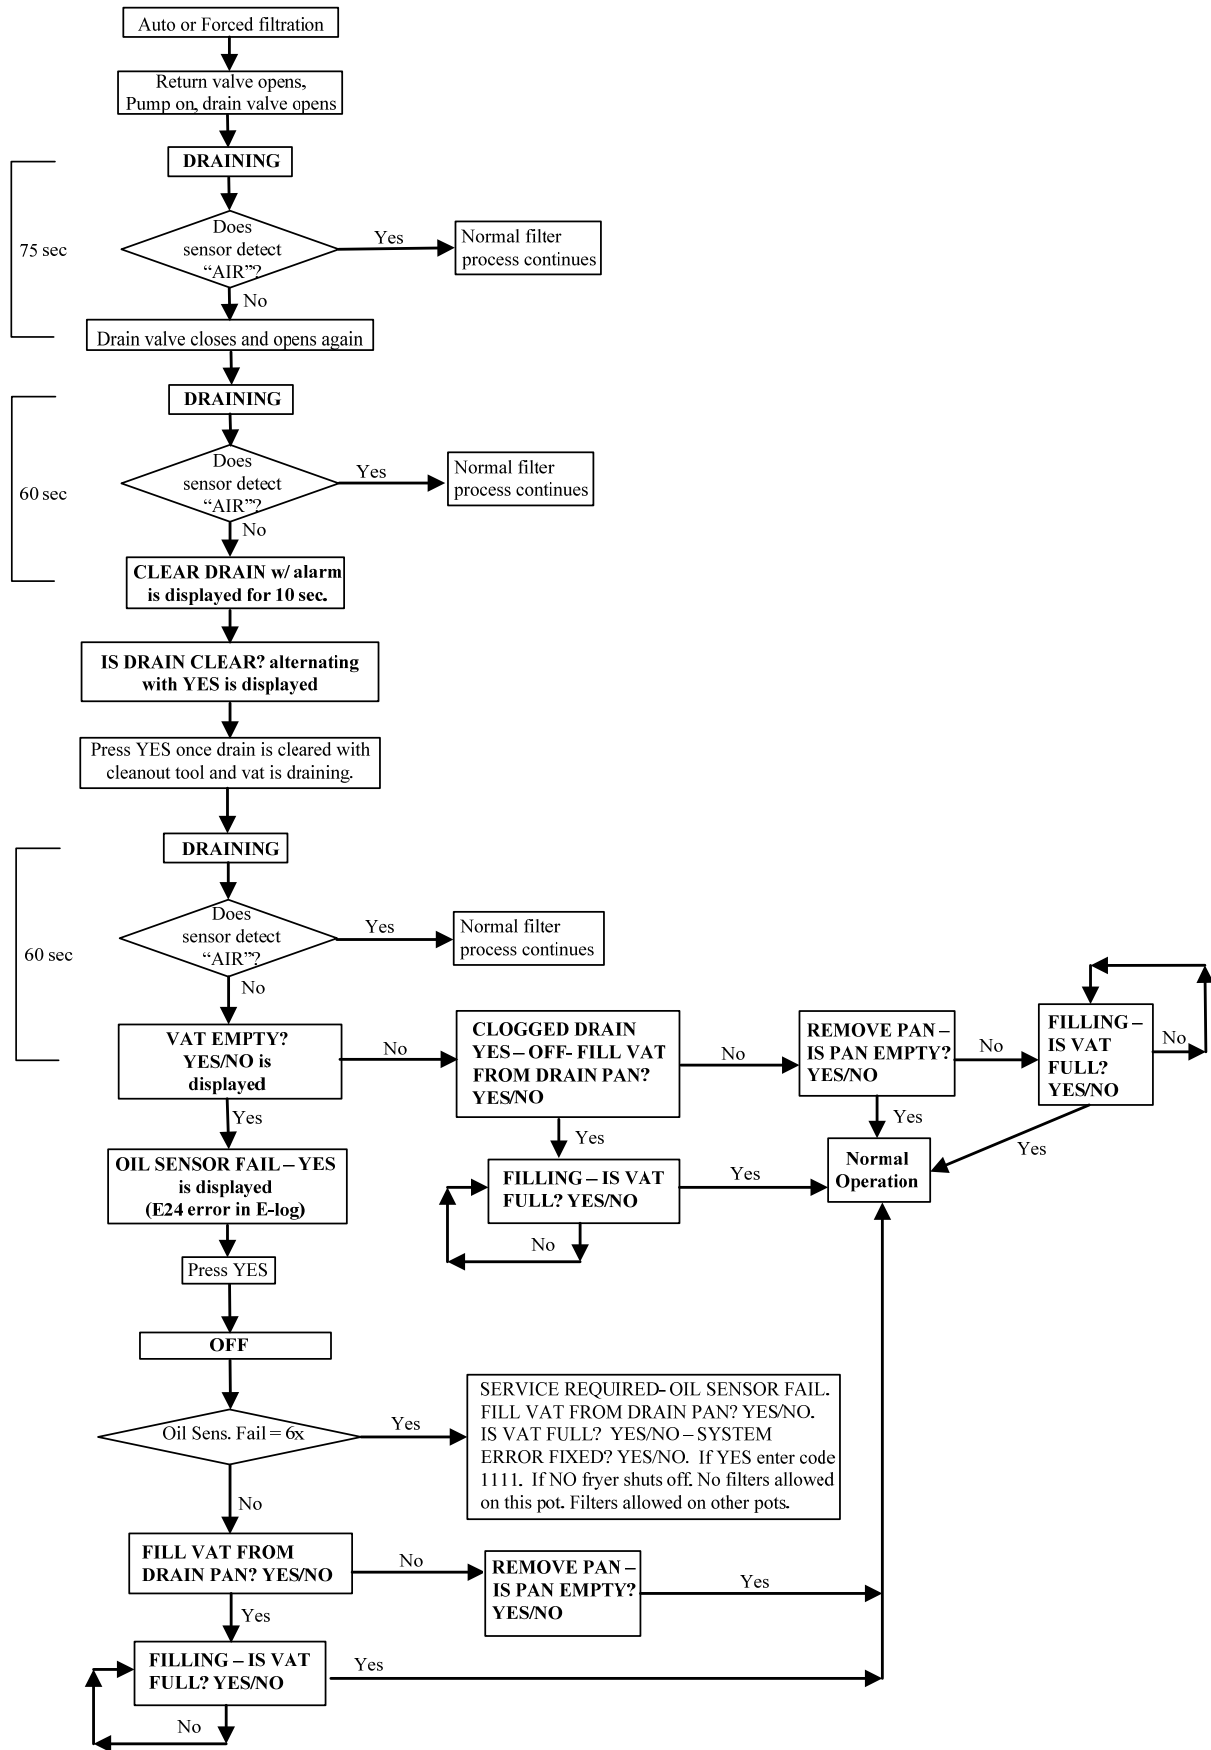 Auto or Forced filtration
Return valve opens,
Pump on, drain valve opens
DRAINING
75 sec
Does
sensor detect
“AIR”?
Yes
Normal filter
process continues
No
Drain valve closes and opens again
DRAINING
60 sec
Does
sensor detect
“AIR”?
Yes
Normal filter
process continues
No
CLEAR DRAIN w/ alarm
is displayed for 10 sec.
IS DRAIN CLEAR? alternating
with YES is displayed
Press YES once drain is cleared with
cleanout tool and vat is draining.
DRAINING
60 sec
Does
sensor detect
“AIR”?
Yes
Normal filter
process continues
No
VAT EMPTY?
YES/NO is
displayed
No
CLOGGED DRAIN
YES – OFF- FILL VAT
FROM DRAIN PAN?
YES/NO
No
REMOVE PAN –
IS PAN EMPTY?
YES/NO
No
FILLING –
IS VAT
FULL?
YES/NO
No
Yes
Yes
Yes
Yes
OIL SENSOR FAIL – YES
is displayed
(E24 error in E-log)
FILLING – IS VAT
FULL? YES/NO
Yes
Normal
Operation
No
Press YES
OFF
Oil Sens. Fail = 6x
Yes
SERVICE REQUIRED- OIL SENSOR FAIL.
FILL VAT FROM DRAIN PAN? YES/NO.
IS VAT FULL? YES/NO – SYSTEM
ERROR FIXED? YES/NO. If YES enter code
1111. If NO fryer shuts off. No filters allowed
on this pot. Filters allowed on other pots.
No
FILL VAT FROM
DRAIN PAN? YES/NO
No
REMOVE PAN –
IS PAN EMPTY?
YES/NO
Yes
Yes
FILLING – IS VAT
FULL? YES/NO
Yes
No